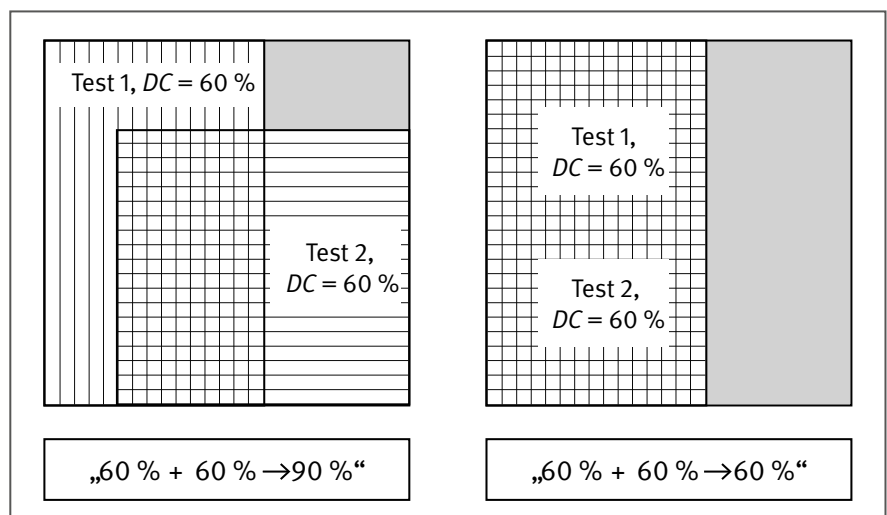 Test 1, DC = 60 %
Test 2,
DC = 60 %
„60 % + 60 % →90 %“
Test 1,
DC = 60 %
Test 2,
DC = 60 %
„60 % + 60 % →60 %“